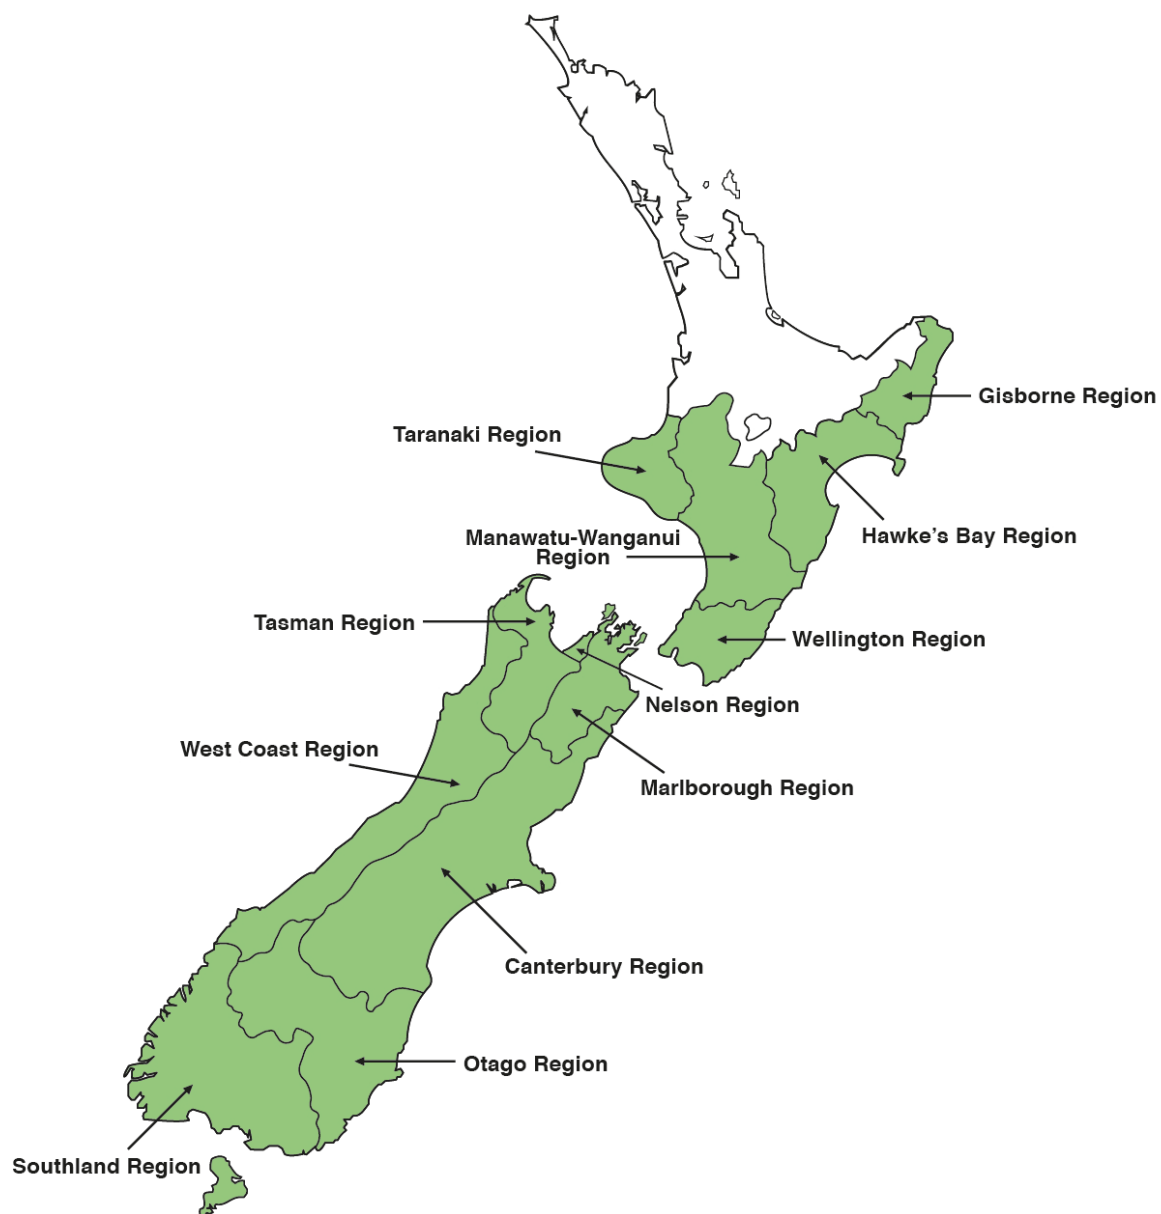 Gisborne Region
Taranaki Region
Hawke's Bay Region
Manawatu-Wanganui
Region
Tasman Region
Wellington Region
Nelson Region
West Coast Region
Marlborough Region
Canterbury Region
Otago Region
Southland Region